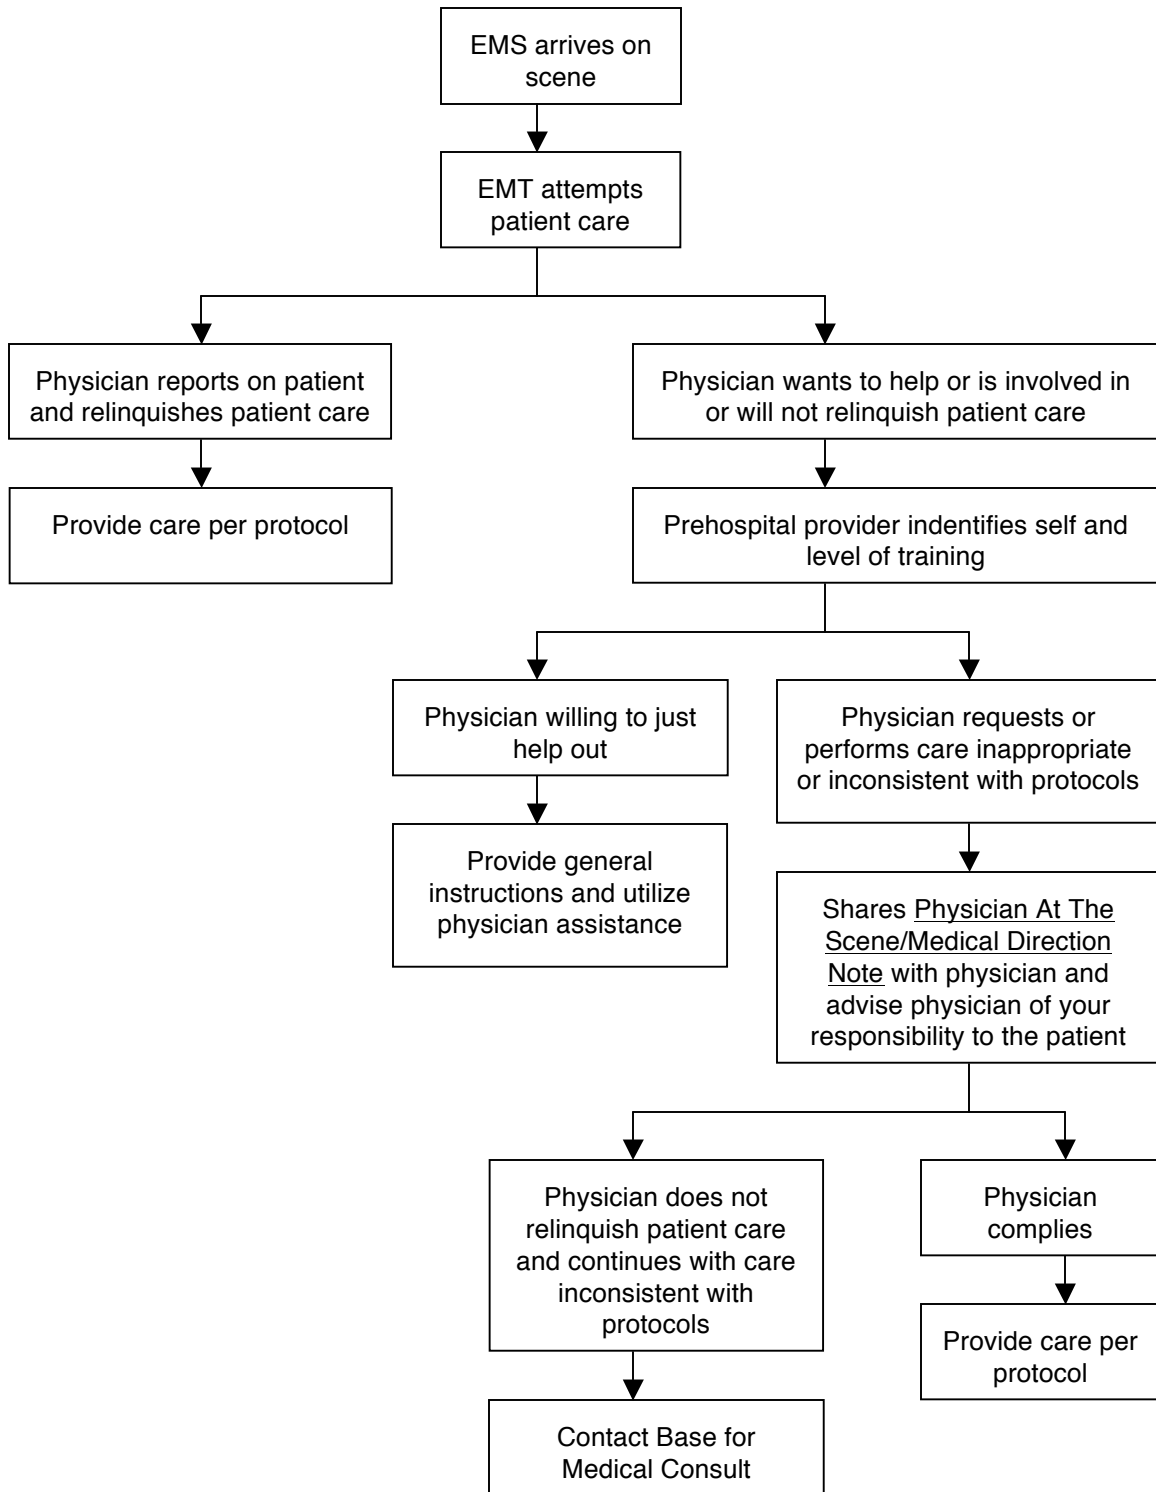 EMS arrives on
scene
EMT attempts
patient care
Physician reports on patient
and relinquishes patient care
Physician wants to help or is involved in
or will not relinquish patient care
Provide care per protocol
Prehospital provider indentifies self and
level of training
Physician willing to just
help out
Physician requests or
performs care inappropriate
or inconsistent with protocols
Provide general
instructions and utilize
physician assistance
Shares Physician At The
Scene/Medical Direction
Note with physician and
advise physician of your
responsibility to the patient
Physician does not
relinquish patient care
and continues with care
inconsistent with
protocols
Physician
complies
Provide care per
protocol
Contact Base for
Medical Consult